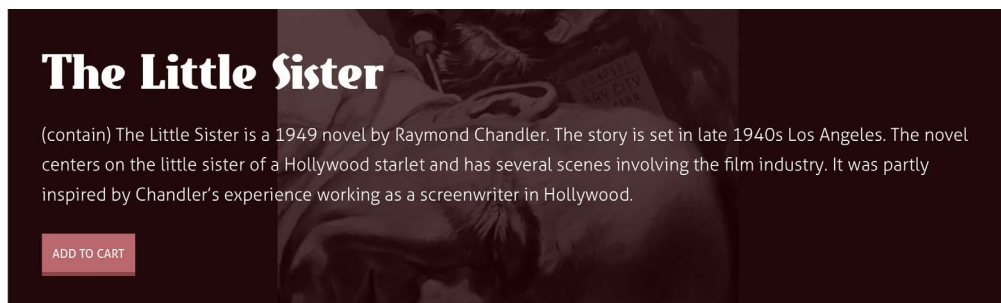 The Little Sister
(contain) The Little Sister is a 1949 novel by Raymond Chandler. The story is set in late 1940s Los Angeles. The novel
centers on the little sister of a Hollywood starlet and has several scenes involving the film industry. It was partly
inspired by Chandler’s experience working as a screenwriter in Hollywood.
ADD TO CART